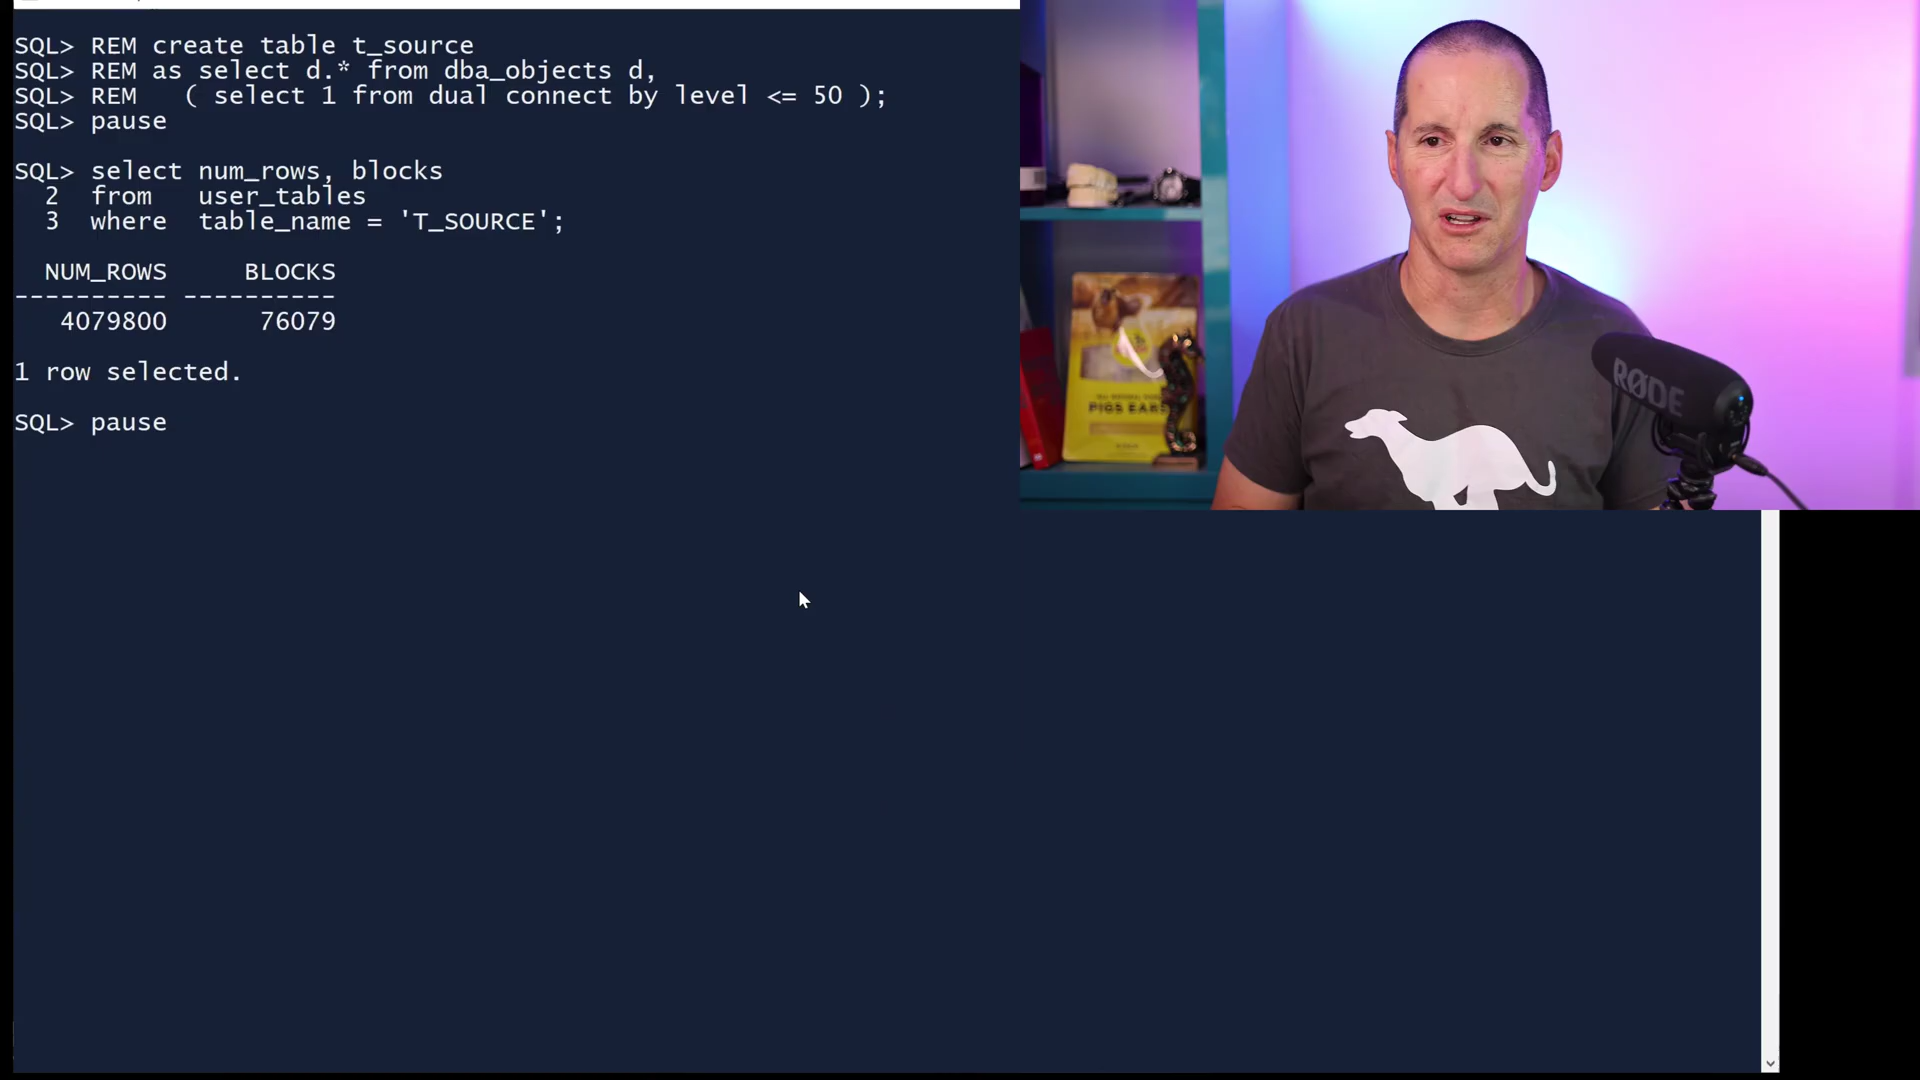 SQL> REM create table t_source
SQL> REM as select d.* from dba_objects d,
SQL> REM   ( select 1 from dual connect by level <= 50 );
SQL> pause
SQL> select num_rows, blocks
  2  from   user_tables
  3  where  table_name = 'T_SOURCE';
  NUM_ROWS     BLOCKS
---------- ----------
   4079800      76079
1 row selected.
SQL> pause
PIGS EARS
RØDE